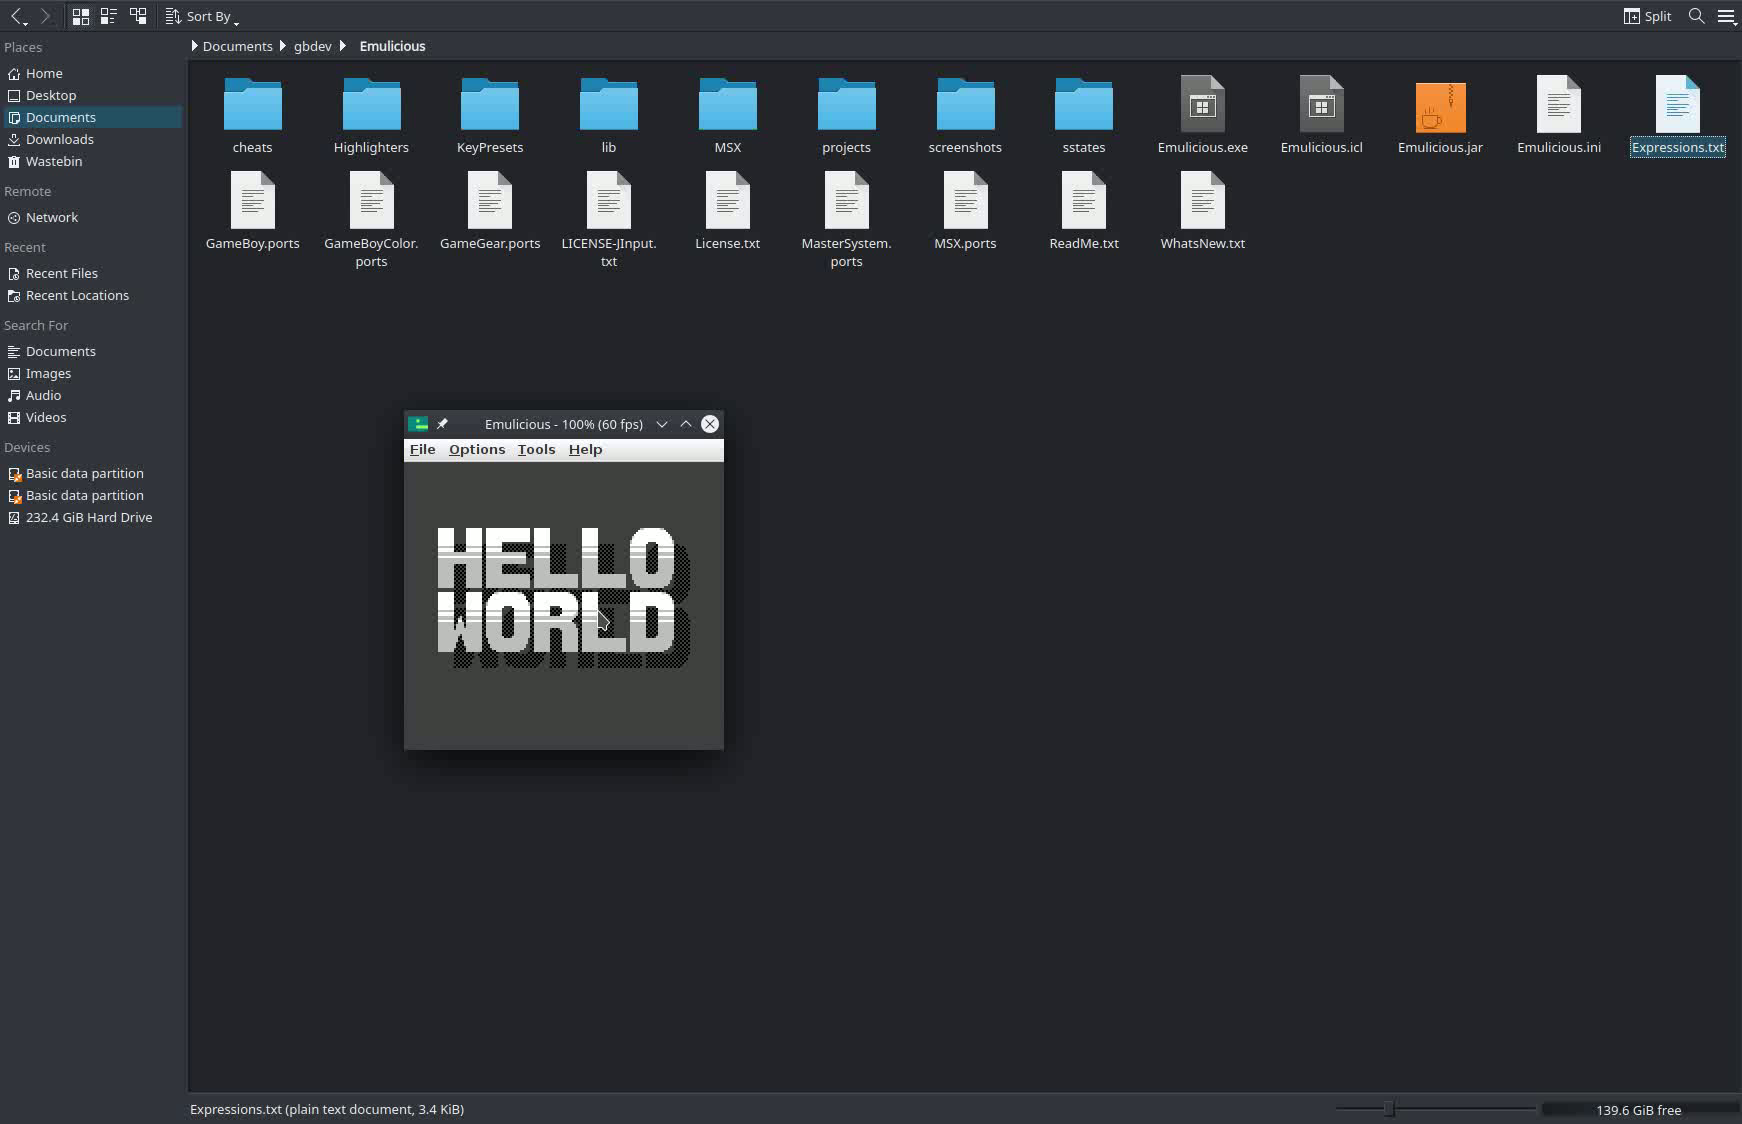 Sort By
Split
Places
Home
Desktop
Documents
Downloads
Wastebin
Remote
Network
Recent
Recent Files
Recent Locations
Search For
Documents
Images
Audio
Videos
Devices
Basic data partition
Basic data partition
232.4 GiB Hard Drive
Documents gbdev Emulicious
cheats Highlighters KeyPresets lib MSX projects screenshots sstates Emulicious.exe Emulicious.icl Emulicious.jar Emulicious.ini Expressions.txt
GameBoy.ports GameBoyColor. GameGear.ports LICENSE-JInput. License.txt MasterSystem. MSX.ports ReadMe.txt WhatsNew.txt
ports txt ports
Emulicious - 100% (60 fps)
File Options Tools Help
HELLO
WORLD
Expressions.txt (plain text document, 3.4 KiB)
139.6 GiB free